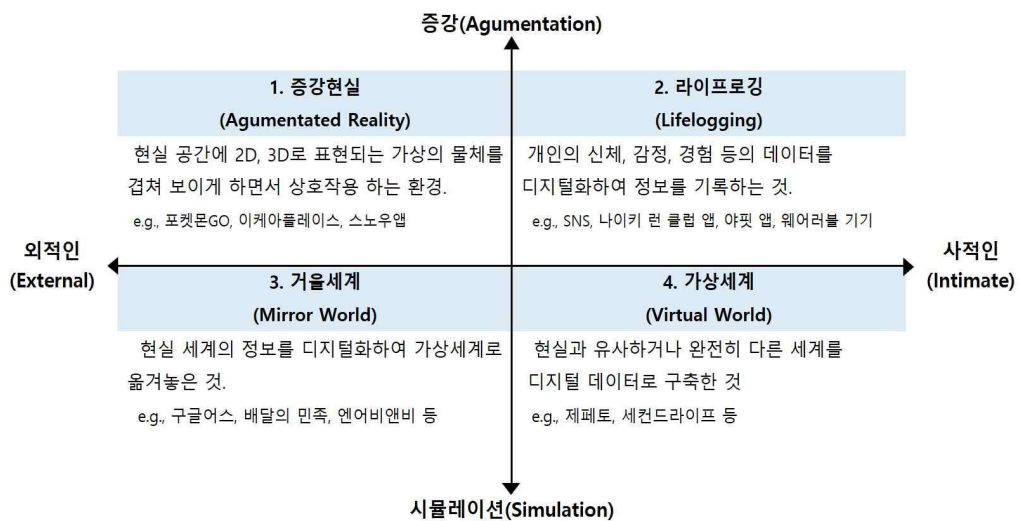 증강(Agumentation)
1. 증강현실
(Agumentated Reality)
현실 공간에 2D, 3D로 표현되는 가상의 물체를
겹쳐 보이게 하면서 상호작용 하는 환경.
e.g., 포켓몬GO, 이케아플레이스, 스노우앱
2. 라이프로깅
(Lifelogging)
개인의 신체, 감정, 경험 등의 데이터를
디지털화하여 정보를 기록하는 것.
e.g., SNS, 나이키 런 클럽 앱, 야핏 앱, 웨어러블 기기
외적인
(External)
사적인
(Intimate)
3. 거울세계
(Mirror World)
현실 세계의 정보를 디지털화하여 가상세계로
옮겨놓은 것.
e.g., 구글어스, 배달의 민족, 엔어비앤비 등
4. 가상세계
(Virtual World)
현실과 유사하거나 완전히 다른 세계를
디지털 데이터로 구축한 것
e.g., 제페토, 세컨드라이프 등
시뮬레이션(Simulation)